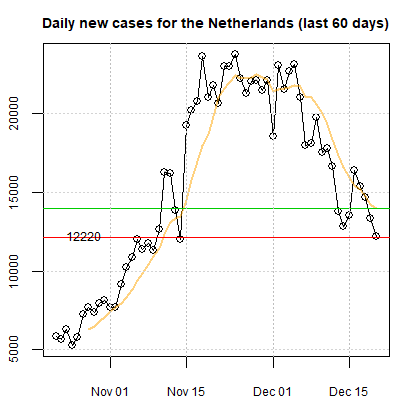 Daily new cases for the Netherlands (last 60 days)
20000
15000
12220
10000
5000
Nov 01 Nov 15 Dec 01 Dec 15